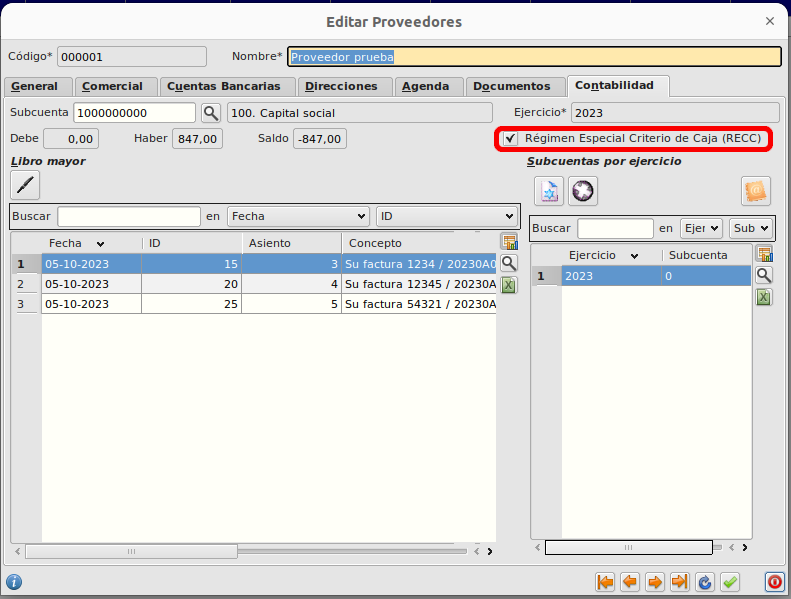 Editar Proveedores
Código* 000001 Nombre* Proveedor prueba
General Comercial Cuentas Bancarias Direcciones Agenda Documentos Contabilidad
Subcuenta 1000000000 100. Capital social Ejercicio* 2023
Debe 0,00 Haber 847,00 Saldo -847,00 Régimen Especial Criterio de Caja (RECC)
Libro mayor Subcuentas por ejercicio
Buscar en Fecha ID
Buscar en Ejer Sub
Fecha ID Asiento Concepto
1 05-10-2023 15 3 Su factura 1234 / 20230A0
2 05-10-2023 20 4 Su factura 12345 / 20230A
3 05-10-2023 25 5 Su factura 54321 / 20230A
Ejercicio Subcuenta
1 2023 0